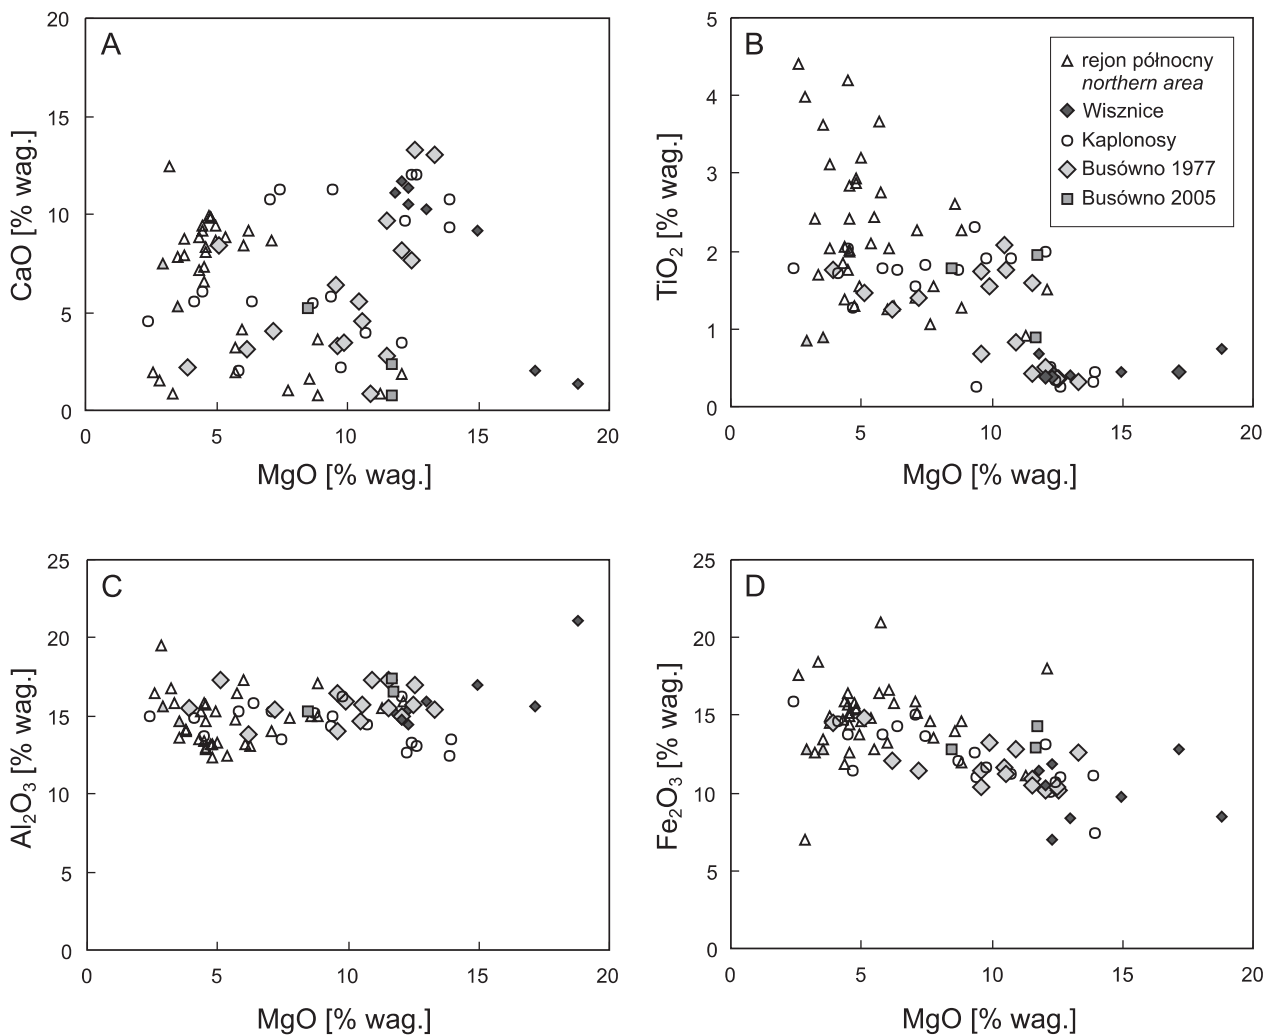 A
CaO [% wag.]
20
15
10
5
0
0 5 10 15 20
MgO [% wag.]
B
TiO₂ [% wag.]
5
4
3
2
1
0
0 5 10 15 20
MgO [% wag.]
rejon północny
northern area
Wisznice
Kaplonosy
Busówno 1977
Busówno 2005
C
Al₂O₃ [% wag.]
25
20
15
10
5
0
0 5 10 15 20
MgO [% wag.]
D
Fe₂O₃ [% wag.]
25
20
15
10
5
0
0 5 10 15 20
MgO [% wag.]